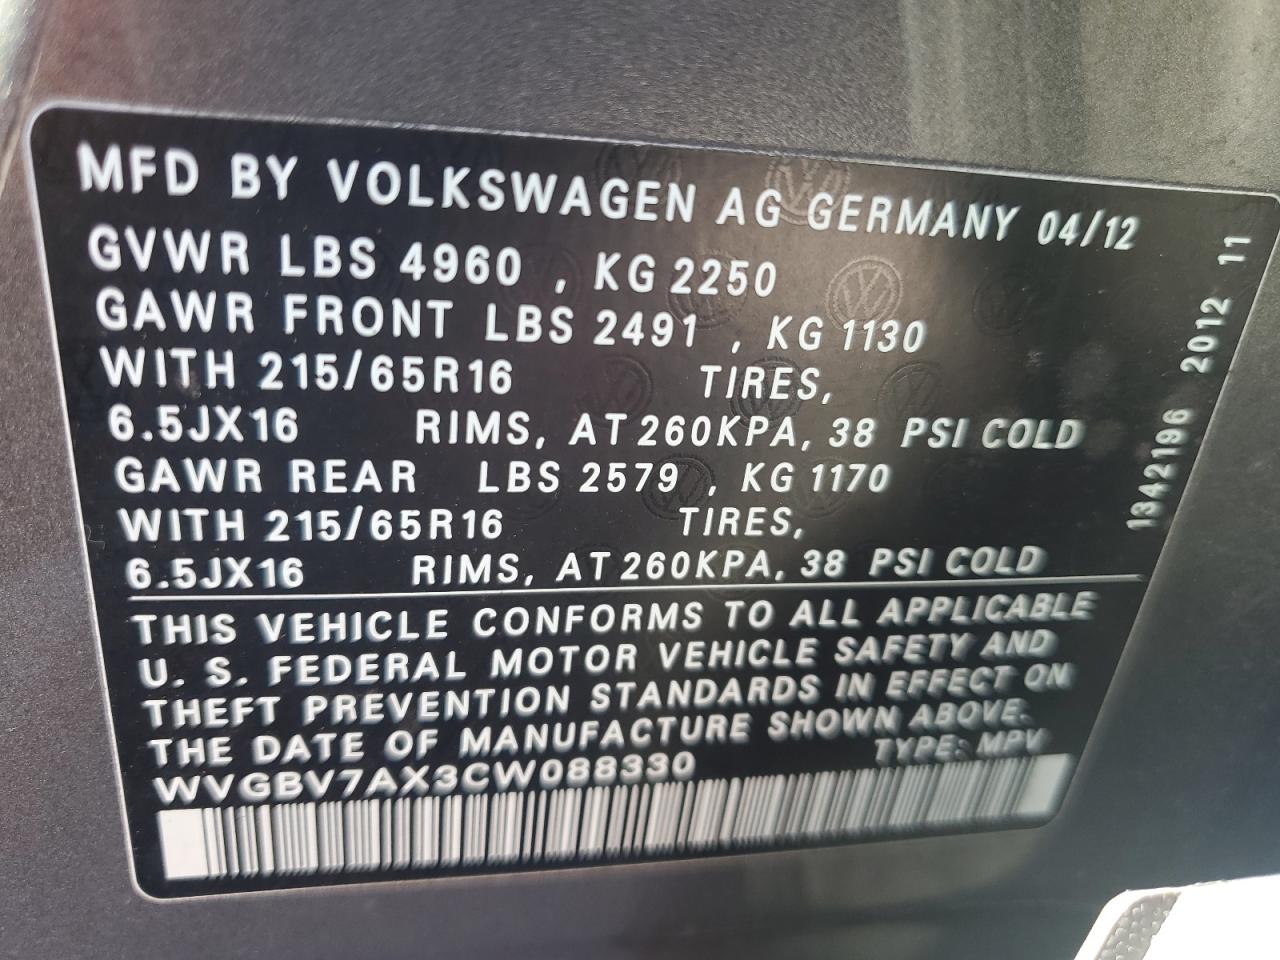 MFD BY VOLKSWAGEN AG GERMANY 04/12
GVWR LBS 4960 , KG 2250
GAWR FRONT LBS 2491 , KG 1130
WITH 215/65R16 TIRES,
6.5JX16 RIMS, AT 260KPA, 38 PSI COLD
GAWR REAR LBS 2579 , KG 1170
WITH 215/65R16 TIRES,
6.5JX16 RIMS, AT 260KPA, 38 PSI COLD
THIS VEHICLE CONFORMS TO ALL APPLICABLE
U. S. FEDERAL MOTOR VEHICLE SAFETY AND
THEFT PREVENTION STANDARDS IN EFFECT ON
THE DATE OF MANUFACTURE SHOWN ABOVE.
WVGBV7AX3CW088330 TYPE: MPV
1342196 2012 11